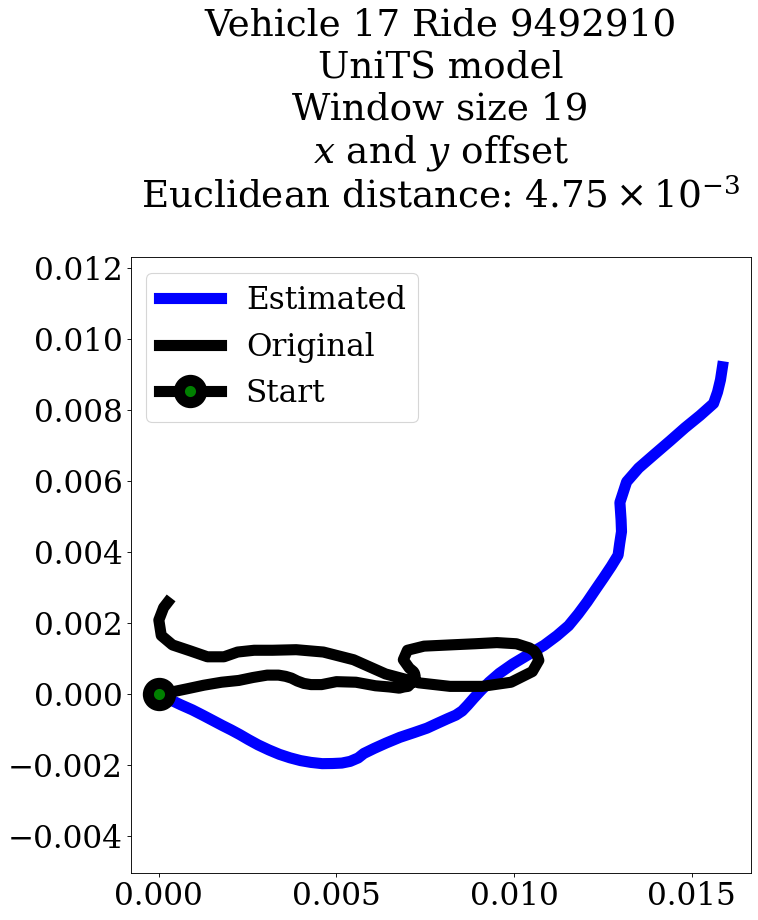 Vehicle 17 Ride 9492910
UniTS model
Window size 19
x and y offset
Euclidean distance: 4.75 × 10⁻³
0.012
0.010
0.008
0.006
0.004
0.002
0.000
−0.002
−0.004
Estimated
Original
Start
0.000 0.005 0.010 0.015